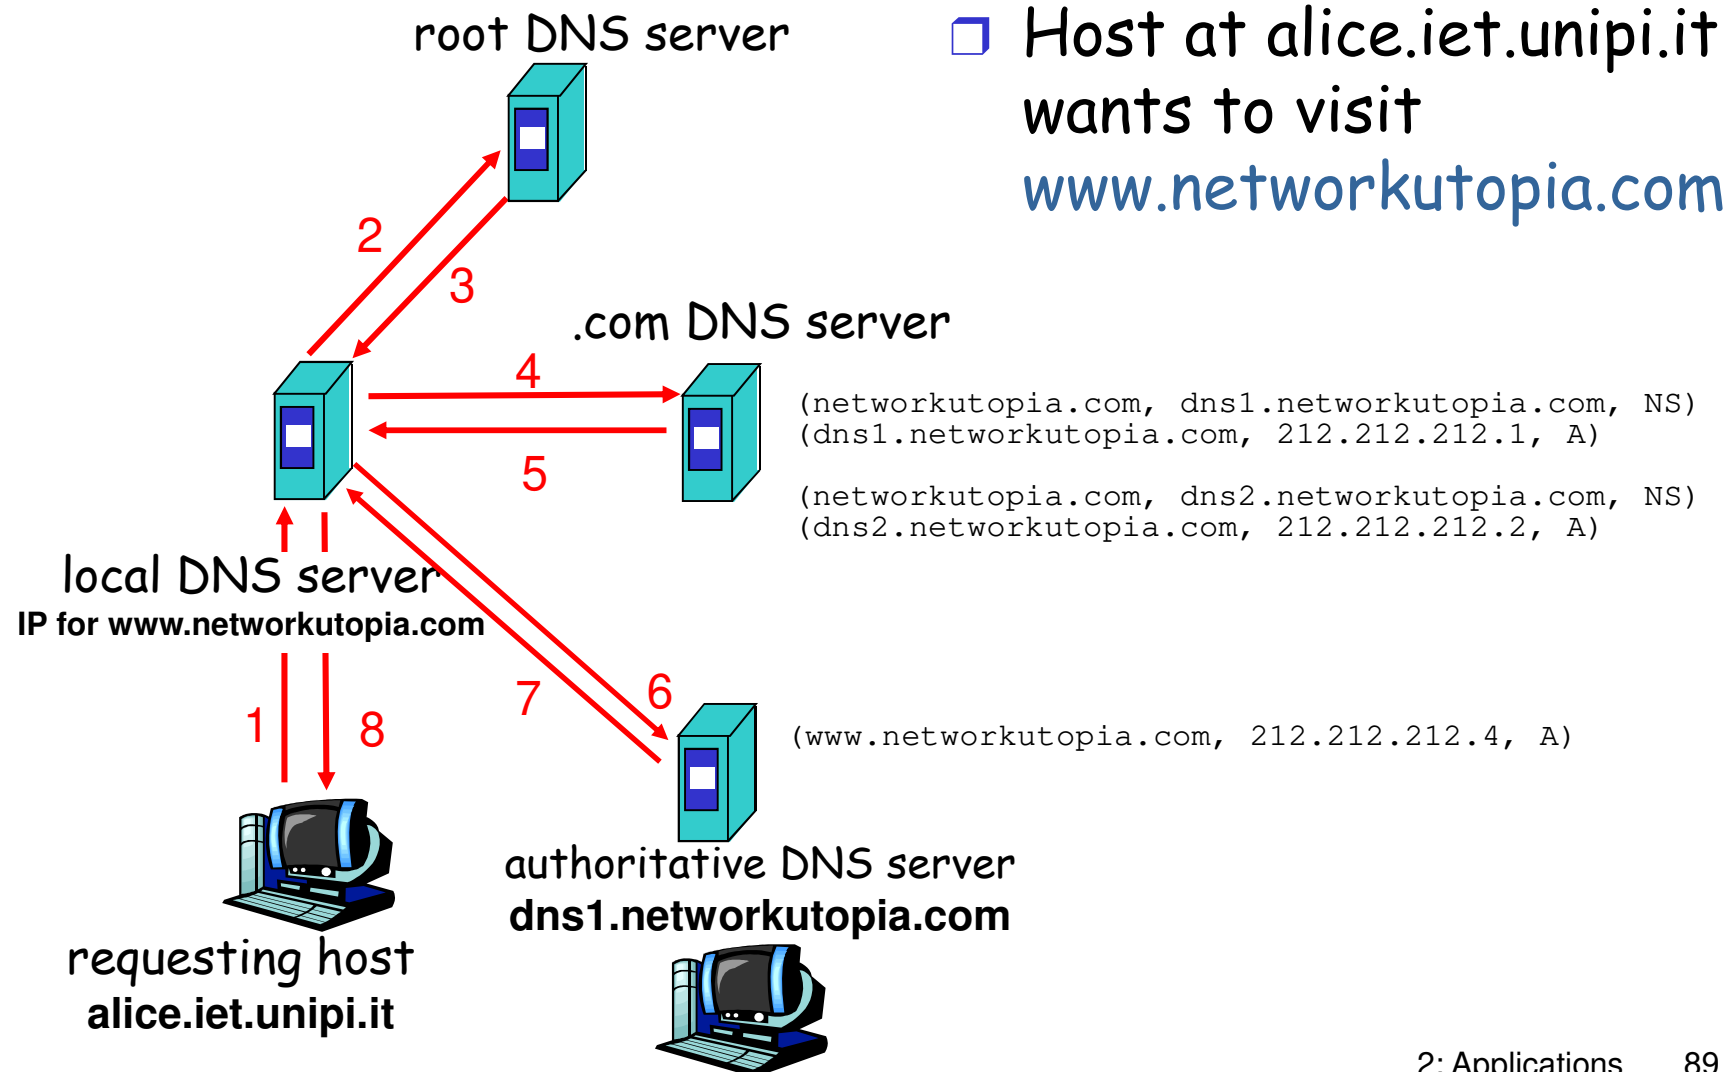 root DNS server
Host at alice.iet.unipi.it
wants to visit
www.networkutopia.com
2
3
.com DNS server
4
(networkutopia.com, dns1.networkutopia.com, NS)
(dns1.networkutopia.com, 212.212.212.1, A)
5
(networkutopia.com, dns2.networkutopia.com, NS)
(dns2.networkutopia.com, 212.212.212.2, A)
local DNS server
IP for www.networkutopia.com
7
6
1
8
(www.networkutopia.com, 212.212.212.4, A)
authoritative DNS server
dns1.networkutopia.com
requesting host
alice.iet.unipi.it
2: Applications 89